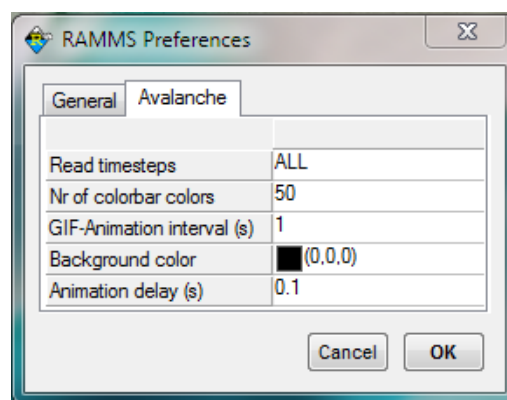 RAMMS Preferences
General Avalanche
Read timesteps ALL
Nr of colorbar colors 50
GIF-Animation interval (s) 1
Background color (0,0,0)
Animation delay (s) 0.1
Cancel OK